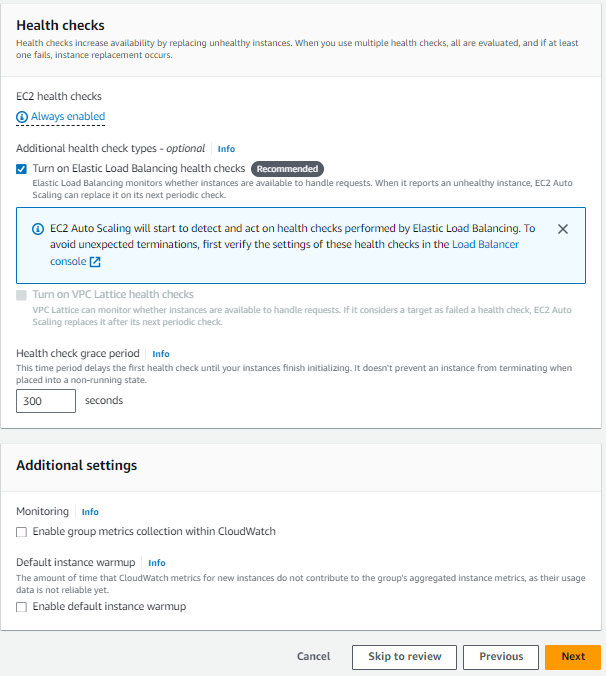 Health checks
Health checks increase availability by replacing unhealthy instances. When you use multiple health checks, all are evaluated, and if at least
one fails, instance replacement occurs.
EC2 health checks
Always enabled
Additional health check types - optional Info
Turn on Elastic Load Balancing health checks Recommended
Elastic Load Balancing monitors whether instances are available to handle requests. When it reports an unhealthy instance, EC2 Auto
Scaling can replace it on its next periodic check.
EC2 Auto Scaling will start to detect and act on health checks performed by Elastic Load Balancing. To
avoid unexpected terminations, first verify the settings of these health checks in the Load Balancer
console
Turn on VPC Lattice health checks
VPC Lattice can monitor whether instances are available to handle requests. If it considers a target as failed a health check, EC2 Auto
Scaling replaces it after its next periodic check.
Health check grace period Info
This time period delays the first health check until your instances finish initializing. It doesn't prevent an instance from terminating when
placed into a non-running state.
300 seconds
Additional settings
Monitoring Info
Enable group metrics collection within CloudWatch
Default instance warmup Info
The amount of time that CloudWatch metrics for new instances do not contribute to the group's aggregated instance metrics, as their usage
data is not reliable yet.
Enable default instance warmup
Cancel Skip to review Previous Next